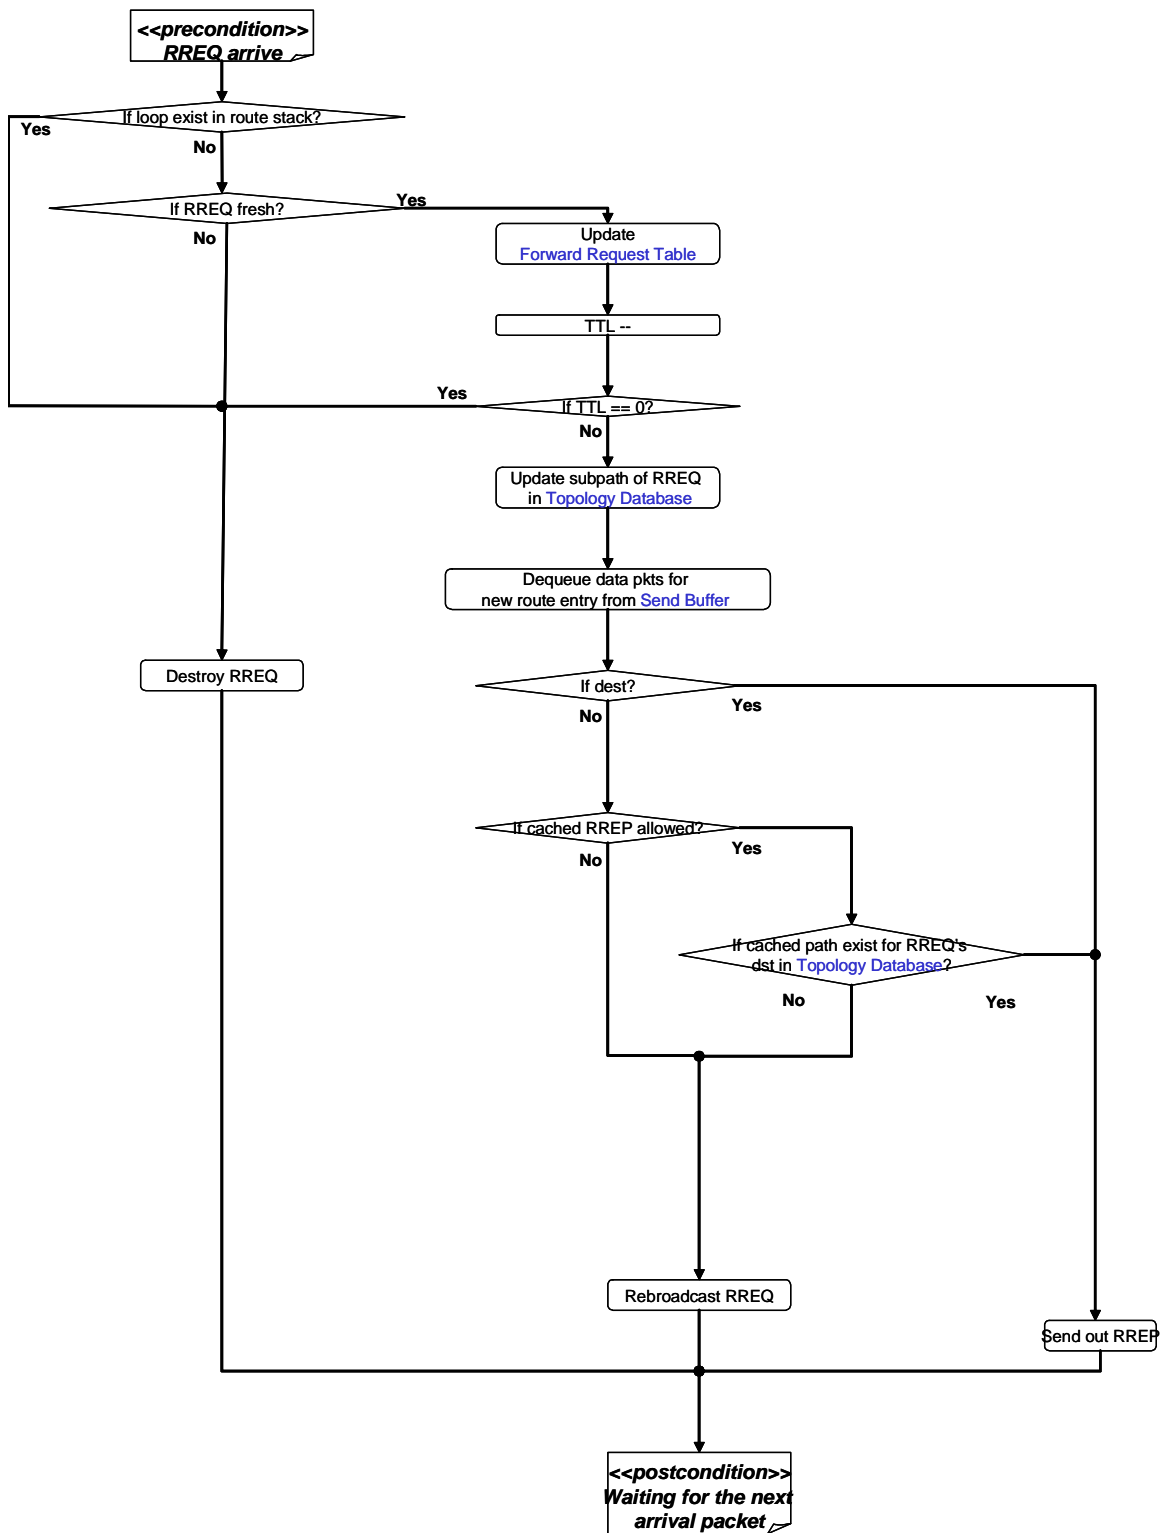 <<precondition>>
RREQ arrive
If loop exist in route stack?
Yes
No
If RREQ fresh?
Yes
No
Update
Forward Request Table
TTL --
If TTL == 0?
Yes
No
Update subpath of RREQ
in Topology Database
Dequeue data pkts for
new route entry from Send Buffer
Destroy RREQ
If dest?
Yes
No
If cached RREP allowed?
Yes
No
If cached path exist for RREQ's
dst in Topology Database?
No
Yes
Rebroadcast RREQ
Send out RREP
<<postcondition>>
Waiting for the next
arrival packet